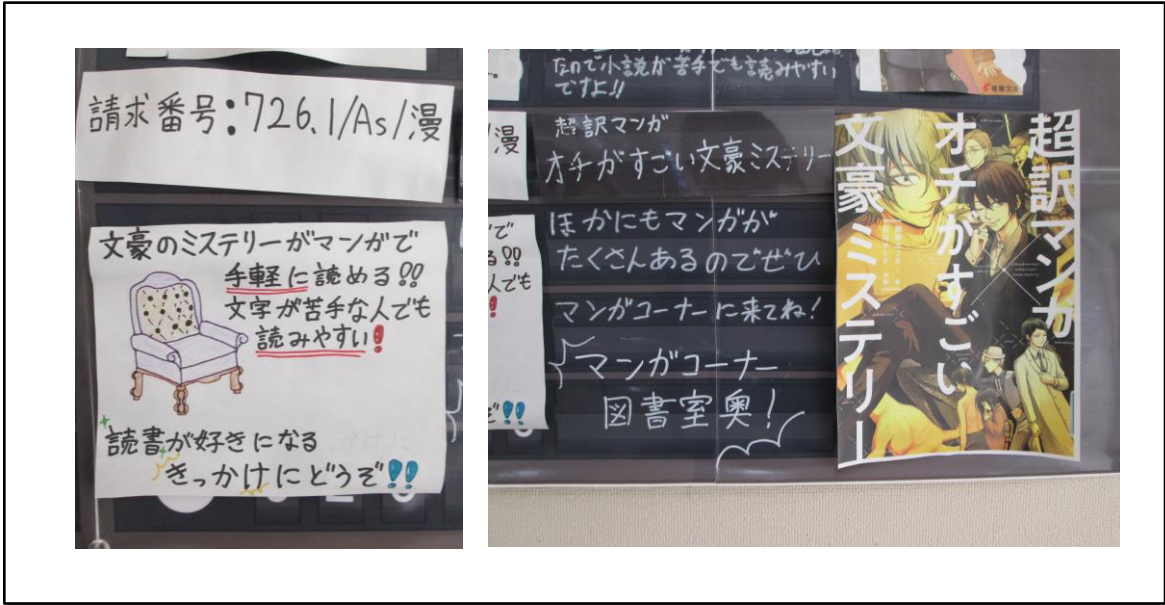 請求番号:726.1/As/漫
文豪のミステリーがマンガで
手軽に読める!!
文字が苦手な人でも
読みやすい!
読書が好きになる
きっかけにどうぞ!!
なので小説が苦手でも読みやすい
ですよ!!
漫
超訳マンガ
オチがすごい文豪ミステリー
で
!!
人でも
!
!!
ほかにもマンガが
たくさんあるのでぜひ
マンガコーナーに来てね!
マンガコーナー
図書室奥!
電撃文庫
超訳マンガ
オチがすごい
文豪ミステリー